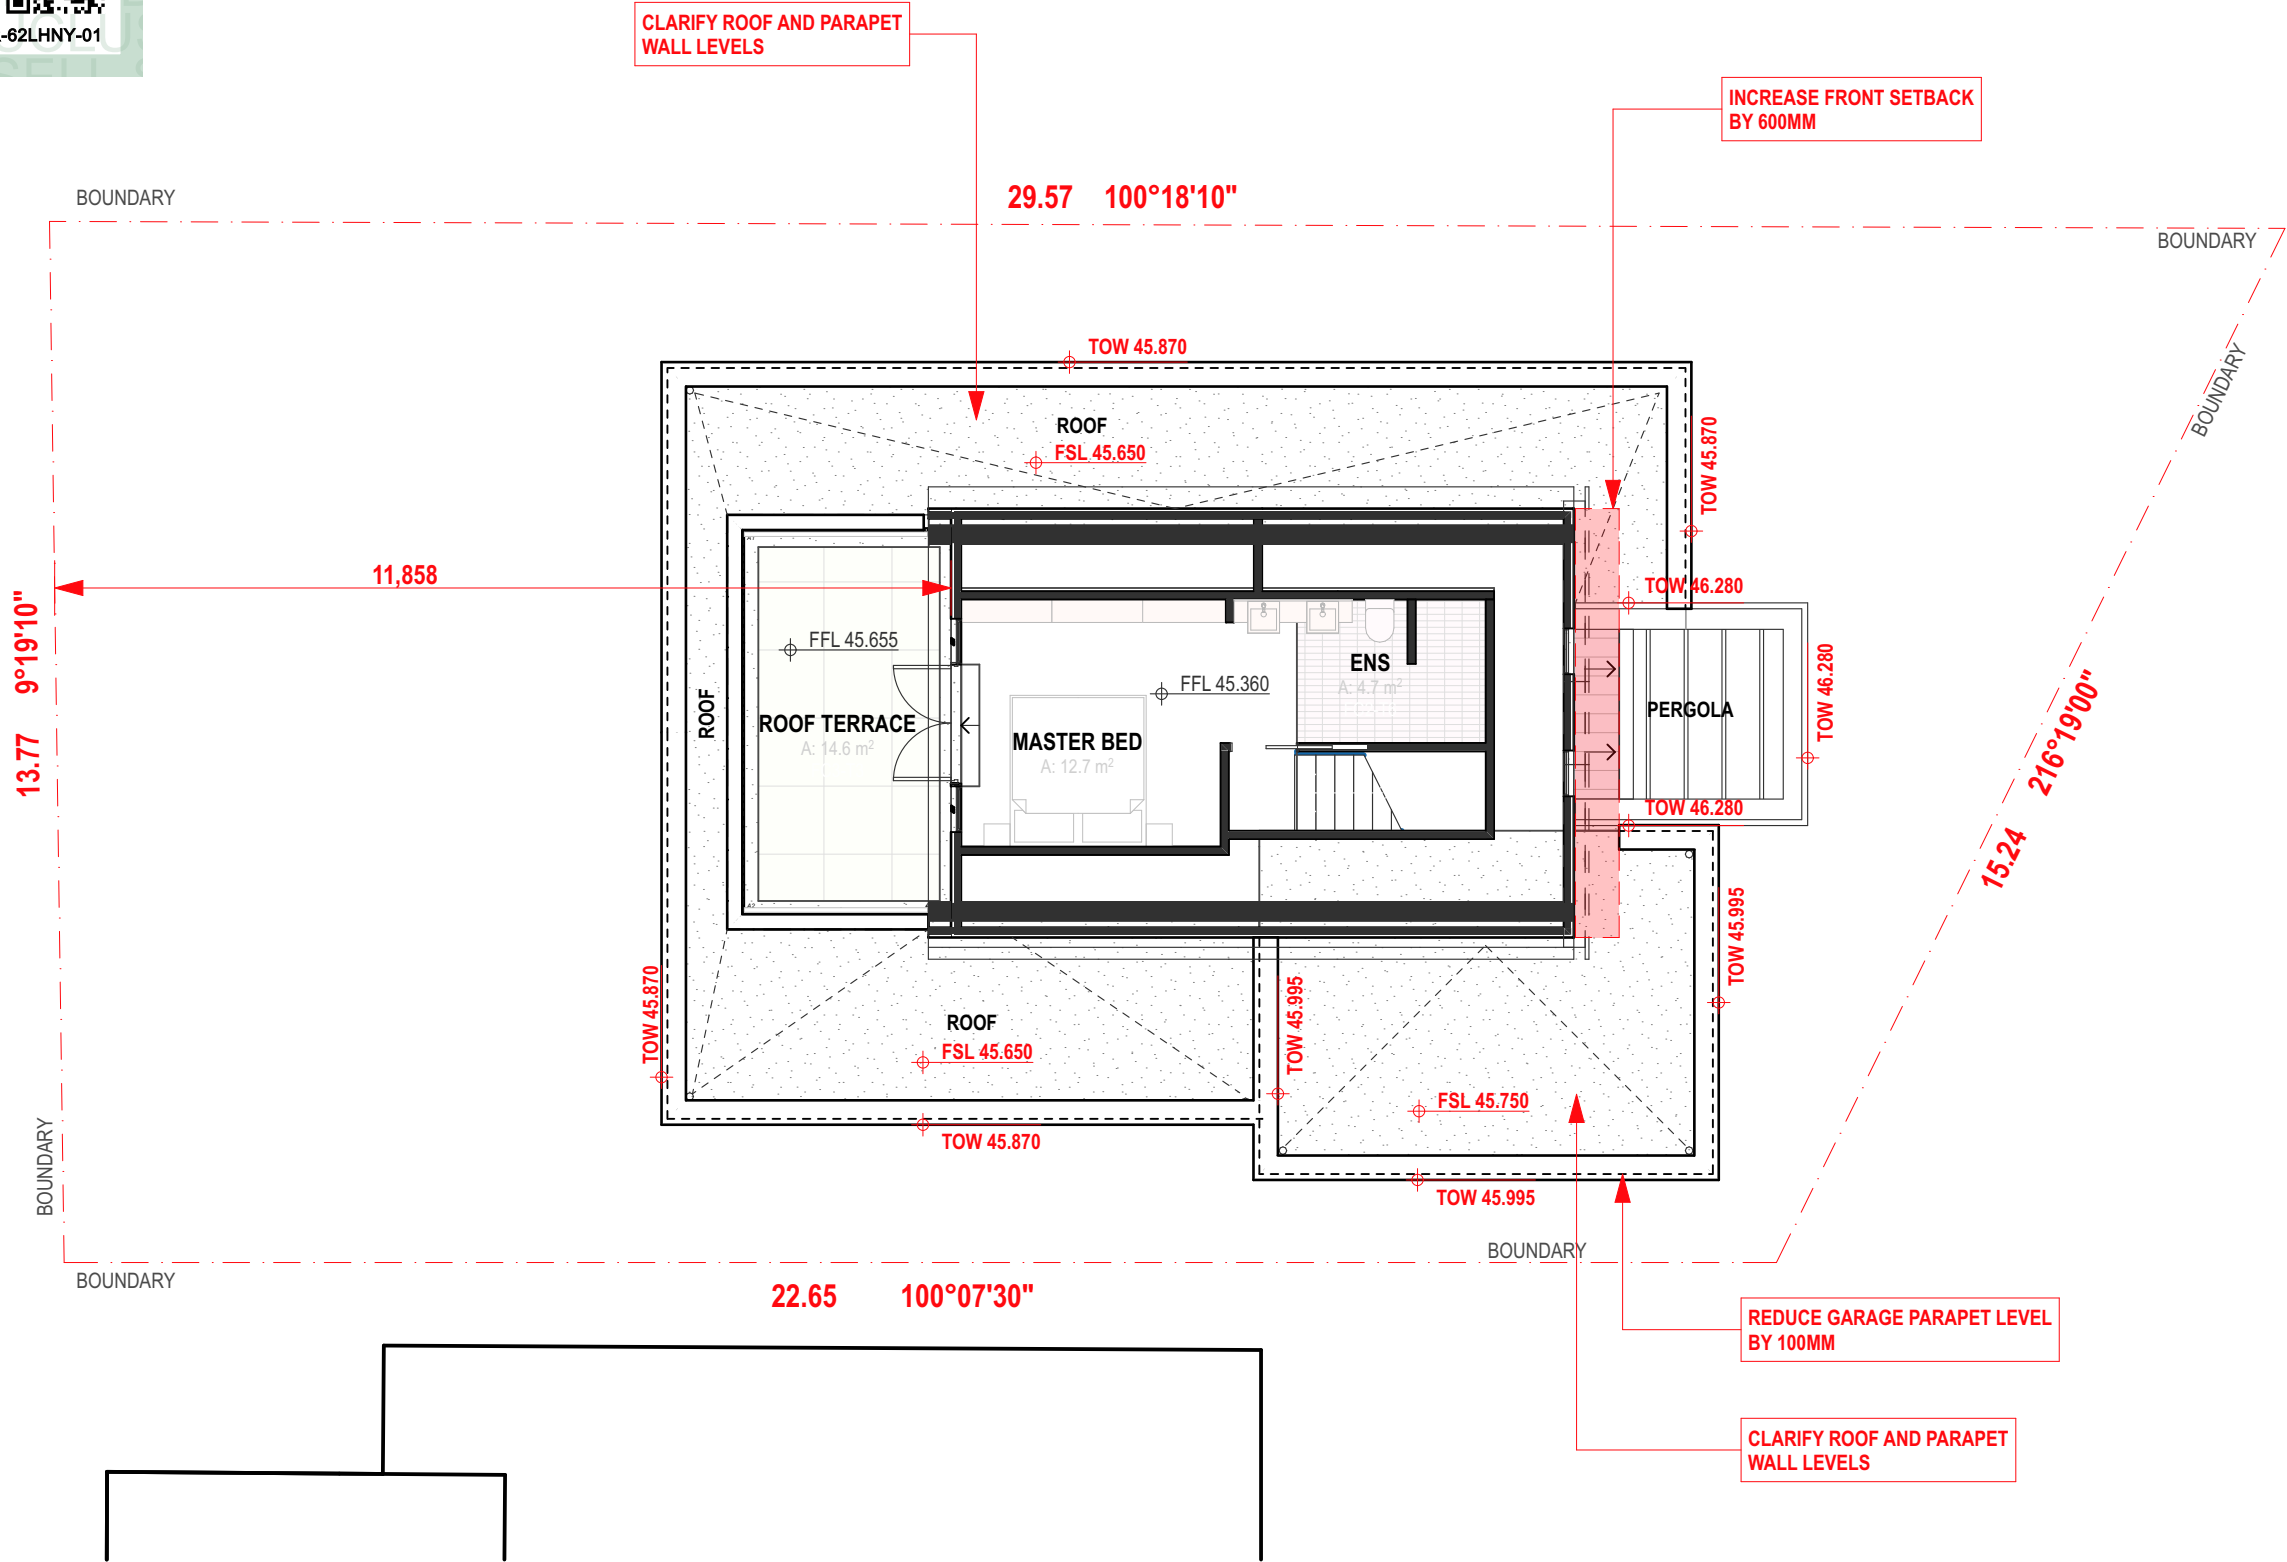 -62LHNY-01
CLARIFY ROOF AND PARAPET
WALL LEVELS
INCREASE FRONT SETBACK
BY 600MM
BOUNDARY
29.57 100°18'10"
BOUNDARY
BOUNDARY
TOW 45.870
ROOF
FSL 45.650
TOW 45.870
11,858
TOW 46.280
13.77 9°19'10"
FFL 45.655
ROOF
ROOF TERRACE
A: 14.6 m²
FFL 45.360
MASTER BED
A: 12.7 m²
ENS
A: 4.7 m²
PERGOLA
TOW 46.280
TOW 46.280
15.24 216°19'00"
TOW 45.995
TOW 45.870
ROOF
FSL 45.650
TOW 45.995
FSL 45.750
TOW 45.870
TOW 45.995
BOUNDARY
BOUNDARY
BOUNDARY
22.65 100°07'30"
REDUCE GARAGE PARAPET LEVEL
BY 100MM
CLARIFY ROOF AND PARAPET
WALL LEVELS